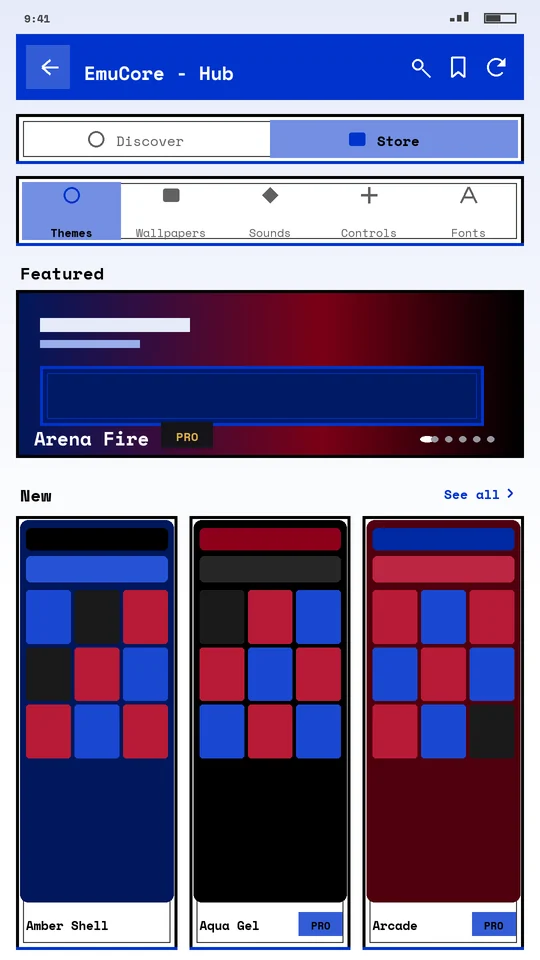 9:41
EmuCore - Hub
Discover
Store
Themes
Wallpapers
Sounds
Controls
Fonts
Featured
Arena Fire
PRO
New
See all
Amber Shell
Aqua Gel
PRO
Arcade
PRO